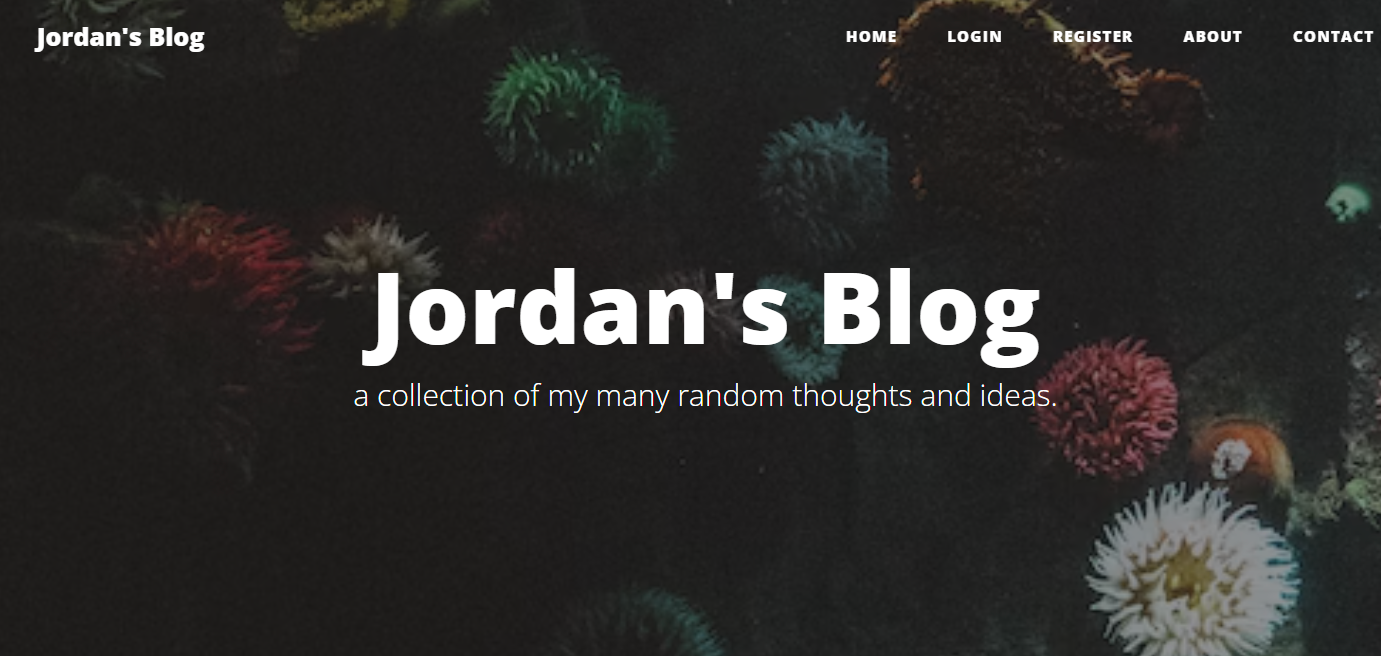 Jordan's Blog
HOME LOGIN REGISTER ABOUT CONTACT
Jordan's Blog
a collection of my many random thoughts and ideas.